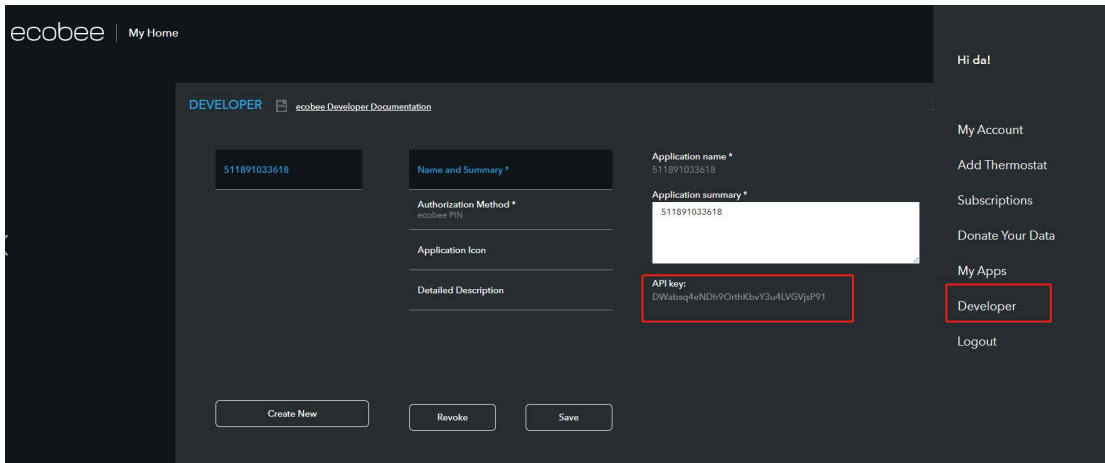 ecobee | My Home
Hi da!
DEVELOPER ecobee Developer Documentation
511891033618
Name and Summary *
Authorization Method *
ecobee PIN
Application Icon
Detailed Description
Application name *
511891033618
Application summary *
511891033618
API key:
DWabsq4eNDh9OrthKbvY3u4LVGVjsP91
Create New
Revoke
Save
My Account
Add Thermostat
Subscriptions
Donate Your Data
My Apps
Developer
Logout